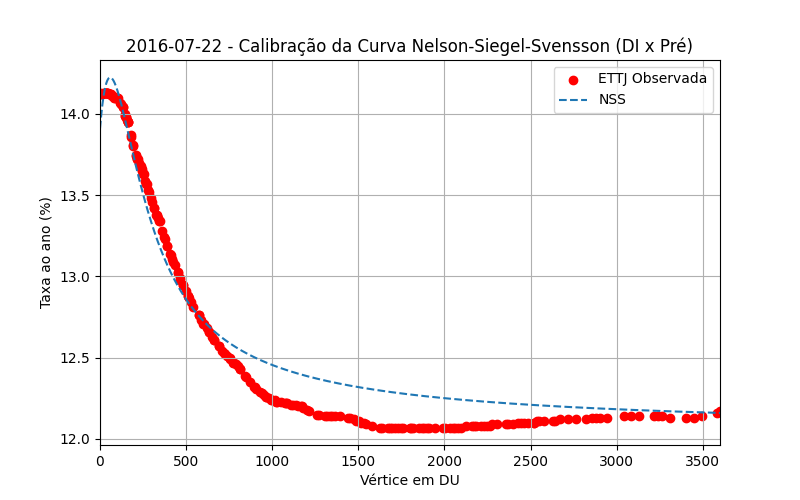 2016-07-22 - Calibração da Curva Nelson-Siegel-Svensson (DI x Pré)
ETTJ Observada
NSS
Taxa ao ano (%)
14.0
13.5
13.0
12.5
12.0
0 500 1000 1500 2000 2500 3000 3500
Vértice em DU